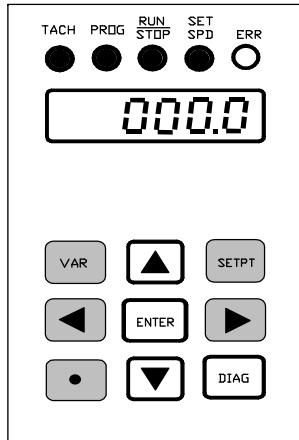 TACH PROG RUN STOP SET SPD ERR
000.0
VAR SETPT
ENTER
DIAG